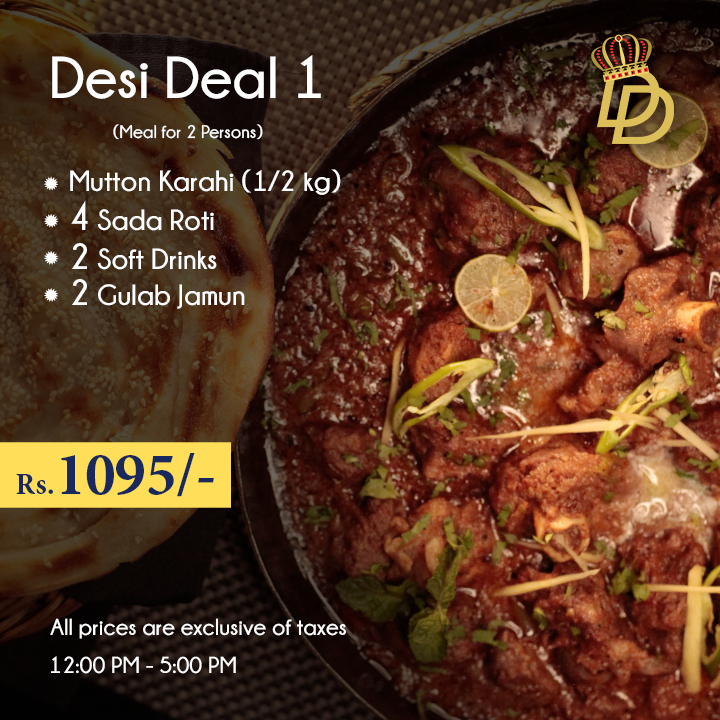 Desi Deal 1
(Meal for 2 Persons)
Mutton Karahi (1/2 kg)
4 Sada Roti
2 Soft Drinks
2 Gulab Jamun
Rs. 1095/-
All prices are exclusive of taxes
12:00 PM - 5:00 PM
DD